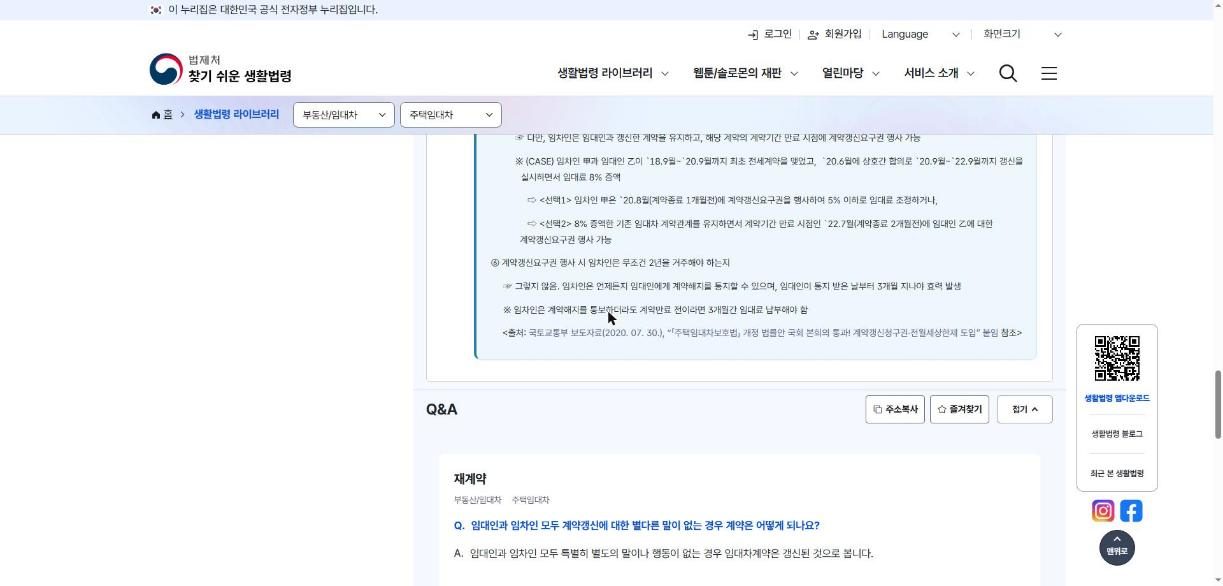 이 누리집은 대한민국 공식 전자정부 누리집입니다.
로그인
회원가입
Language
화면크기
법제처
찾기 쉬운 생활법령
생활법령 라이브러리
웹툰/솔로몬의 재판
열린마당
서비스 소개
홈 > 생활법령 라이브러리
부동산/임대차
주택임대차
☞ 다만, 임차인은 임대인과 갱신한 계약을 유지하고, 해당 계약의 계약기간 만료 시점에 계약갱신요구권 행사 가능
※ (CASE) 임차인 甲과 임대인 乙이 `18.9월~`20.9월까지 최초 전세계약을 맺었고, `20.6월에 상호간 합의로 `20.9월~`22.9월까지 갱신을
실시하면서 임대료 8% 증액
⇨ <선택1> 임차인 甲은 `20.8월(계약종료 1개월전)에 계약갱신요구권을 행사하여 5% 이하로 임대료 조정하거나,
⇨ <선택2> 8% 증액한 기존 임대차 계약관계를 유지하면서 계약기간 만료 시점인 `22.7월(계약종료 2개월전)에 임대인 乙에 대한
계약갱신요구권 행사 가능
④ 계약갱신요구권 행사 시 임차인은 무조건 2년을 거주해야 하는지
☞ 그렇지 않음. 임차인은 언제든지 임대인에게 계약해지를 통지할 수 있으며, 임대인이 통지 받은 날부터 3개월 지나야 효력 발생
※ 임차인은 계약해지를 통보하더라도 계약만료 전이라면 3개월간 임대료 납부해야 함
<출처: 국토교통부 보도자료(2020. 07. 30.), “「주택임대차보호법」 개정 법률안 국회 본회의 통과! 계약갱신청구권·전월세상한제 도입” 붙임 참조>
Q&A
주소복사
즐겨찾기
접기
재계약
부동산/임대차 주택임대차
Q. 임대인과 임차인 모두 계약갱신에 대한 별다른 말이 없는 경우 계약은 어떻게 되나요?
A. 임대인과 임차인 모두 특별히 별도의 말이나 행동이 없는 경우 임대차계약은 갱신된 것으로 봅니다.
생활법령 앱다운로드
생활법령 블로그
최근 본 생활법령
맨위로